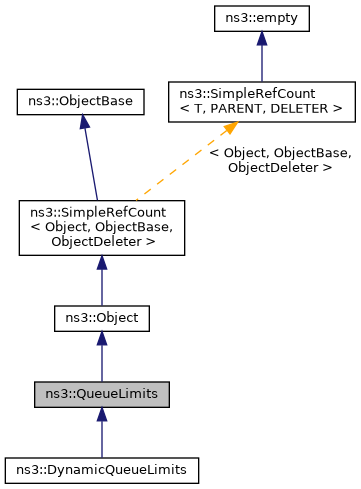 ns3::empty
ns3::SimpleRefCount
< T, PARENT, DELETER >
ns3::ObjectBase
< Object, ObjectBase,
ObjectDeleter >
ns3::SimpleRefCount
< Object, ObjectBase,
ObjectDeleter >
ns3::Object
ns3::QueueLimits
ns3::DynamicQueueLimits